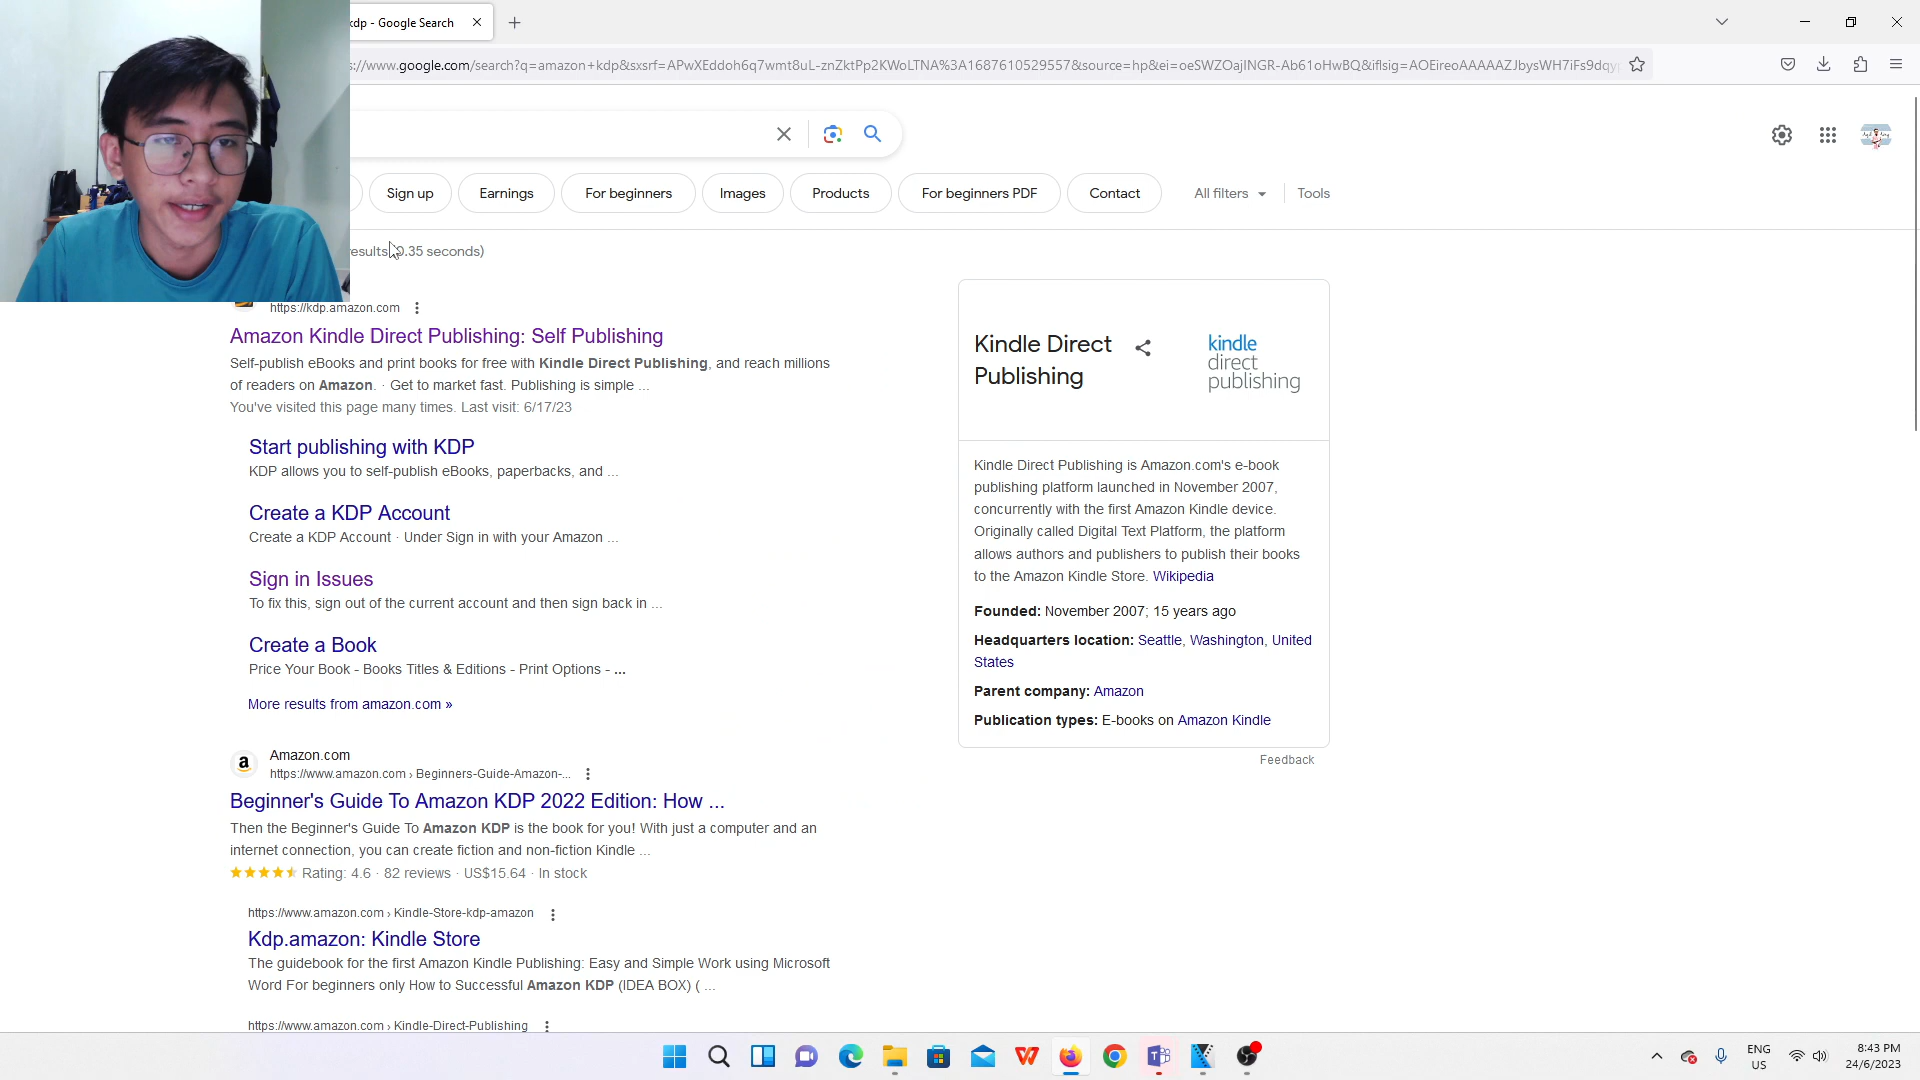 kdp - Google Search
://www.google.com/search?q=amazon+kdp&sxsrf=APwXEddoh6q7wmt8uL-znZktPp2KWoLTNA%3A1687610529557&source=hp&ei=oeSWZOajINGR-Ab61oHwBQ&iflsig=AOEireoAAAAAZJbysWH7iFs9dqy
Sign up
Earnings
For beginners
Images
Products
For beginners PDF
Contact
All filters
Tools
esults (0.35 seconds)
https://kdp.amazon.com
Amazon Kindle Direct Publishing: Self Publishing
Self-publish eBooks and print books for free with Kindle Direct Publishing, and reach millions
of readers on Amazon. · Get to market fast. Publishing is simple ...
You've visited this page many times. Last visit: 6/17/23
Start publishing with KDP
KDP allows you to self-publish eBooks, paperbacks, and ...
Create a KDP Account
Create a KDP Account · Under Sign in with your Amazon ...
Sign in Issues
To fix this, sign out of the current account and then sign back in ...
Create a Book
Price Your Book - Books Titles & Editions - Print Options - ...
More results from amazon.com »
a
Amazon.com
https://www.amazon.com › Beginners-Guide-Amazon-...
Beginner's Guide To Amazon KDP 2022 Edition: How ...
Then the Beginner's Guide To Amazon KDP is the book for you! With just a computer and an
internet connection, you can create fiction and non-fiction Kindle ...
Rating: 4.6 · 82 reviews · US$15.64 · In stock
https://www.amazon.com › Kindle-Store-kdp-amazon
Kdp.amazon: Kindle Store
The guidebook for the first Amazon Kindle Publishing: Easy and Simple Work using Microsoft
Word For beginners only How to Successful Amazon KDP (IDEA BOX) ( ...
https://www.amazon.com › Kindle-Direct-Publishing
Kindle Direct
Publishing
kindle
direct
publishing
Kindle Direct Publishing is Amazon.com's e-book
publishing platform launched in November 2007,
concurrently with the first Amazon Kindle device.
Originally called Digital Text Platform, the platform
allows authors and publishers to publish their books
to the Amazon Kindle Store. Wikipedia
Founded: November 2007; 15 years ago
Headquarters location: Seattle, Washington, United
States
Parent company: Amazon
Publication types: E-books on Amazon Kindle
Feedback
ENG
US
8:43 PM
24/6/2023